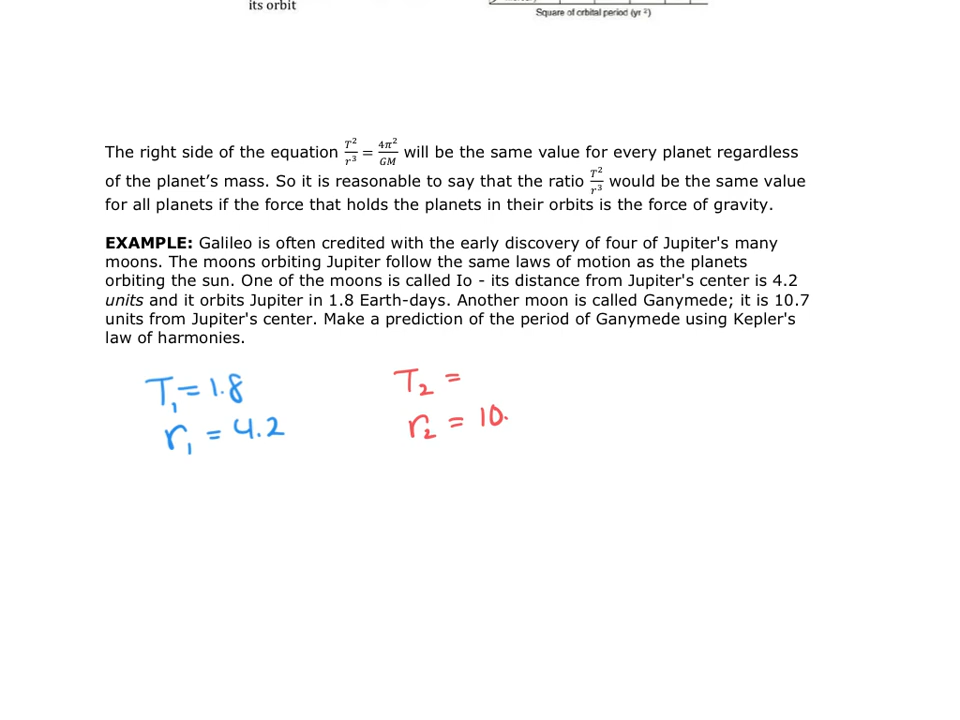 its orbit
Square of orbital period (yr ²)
The right side of the equation T²/r³ = 4π²/GM will be the same value for every planet regardless
of the planet's mass. So it is reasonable to say that the ratio T²/r³ would be the same value
for all planets if the force that holds the planets in their orbits is the force of gravity.
EXAMPLE: Galileo is often credited with the early discovery of four of Jupiter's many
moons. The moons orbiting Jupiter follow the same laws of motion as the planets
orbiting the sun. One of the moons is called Io - its distance from Jupiter's center is 4.2
units and it orbits Jupiter in 1.8 Earth-days. Another moon is called Ganymede; it is 10.7
units from Jupiter's center. Make a prediction of the period of Ganymede using Kepler's
law of harmonies.
T₁ = 1.8 T₂ =
r₁ = 4.2 r₂ = 10.